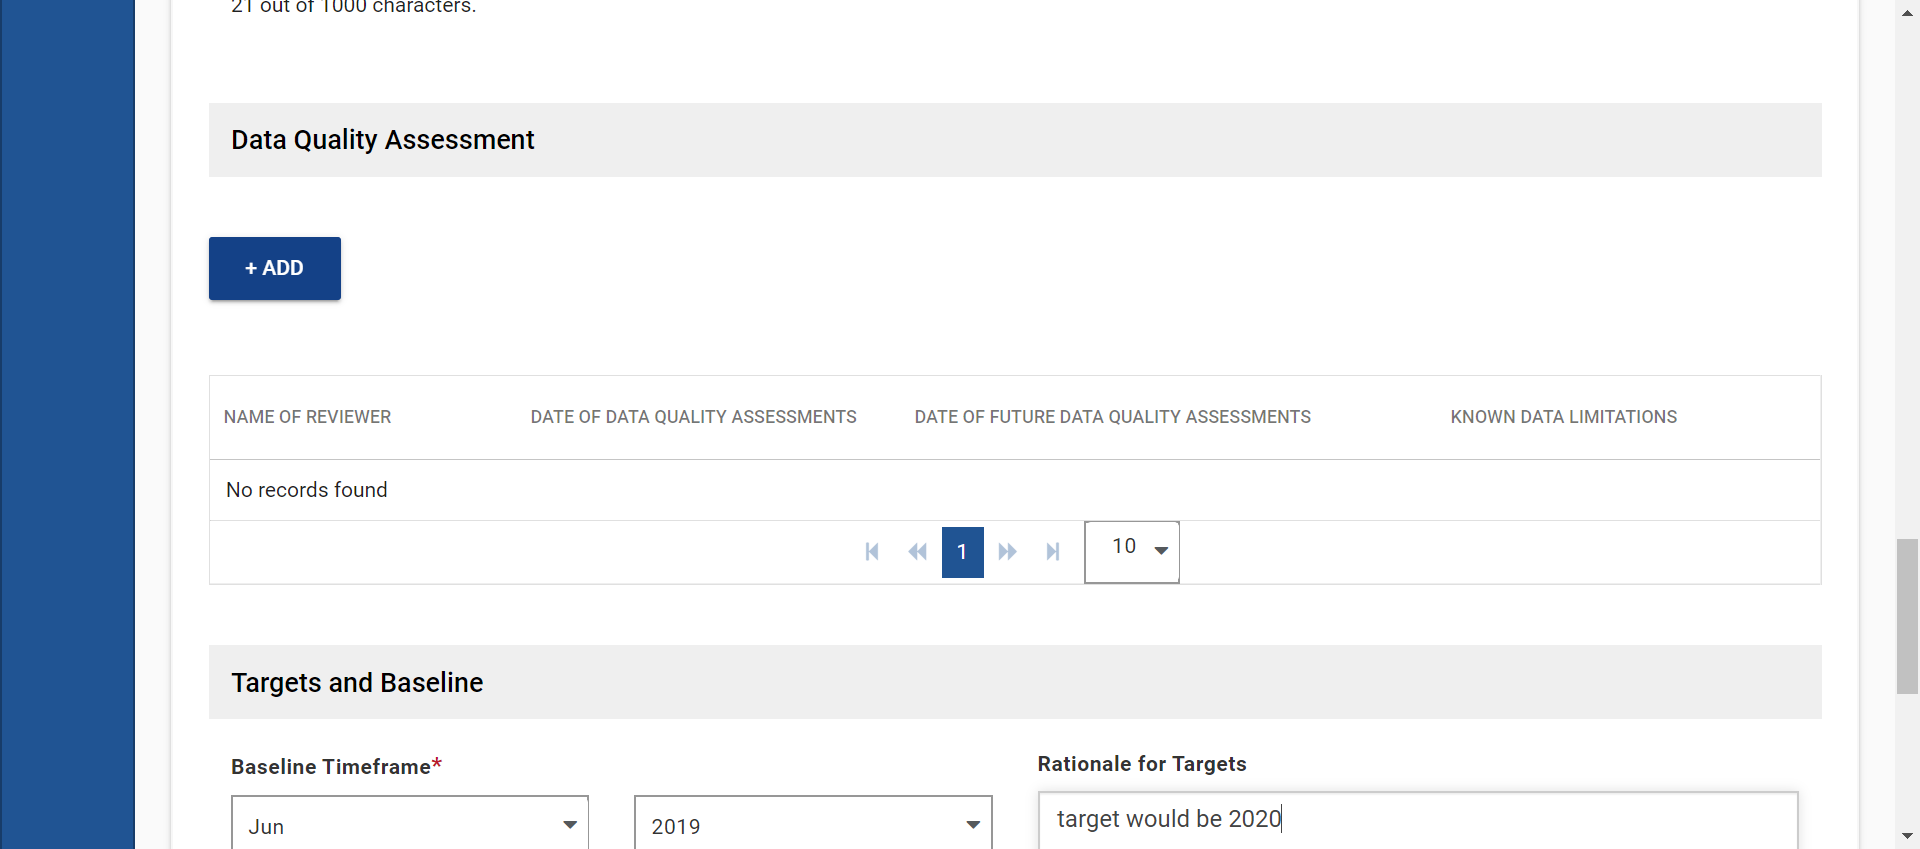 21 out of 1000 characters.
Data Quality Assessment
+ ADD
NAME OF REVIEWER DATE OF DATA QUALITY ASSESSMENTS DATE OF FUTURE DATA QUALITY ASSESSMENTS KNOWN DATA LIMITATIONS
No records found
1 10
Targets and Baseline
Baseline Timeframe* Rationale for Targets
Jun 2019 target would be 2020